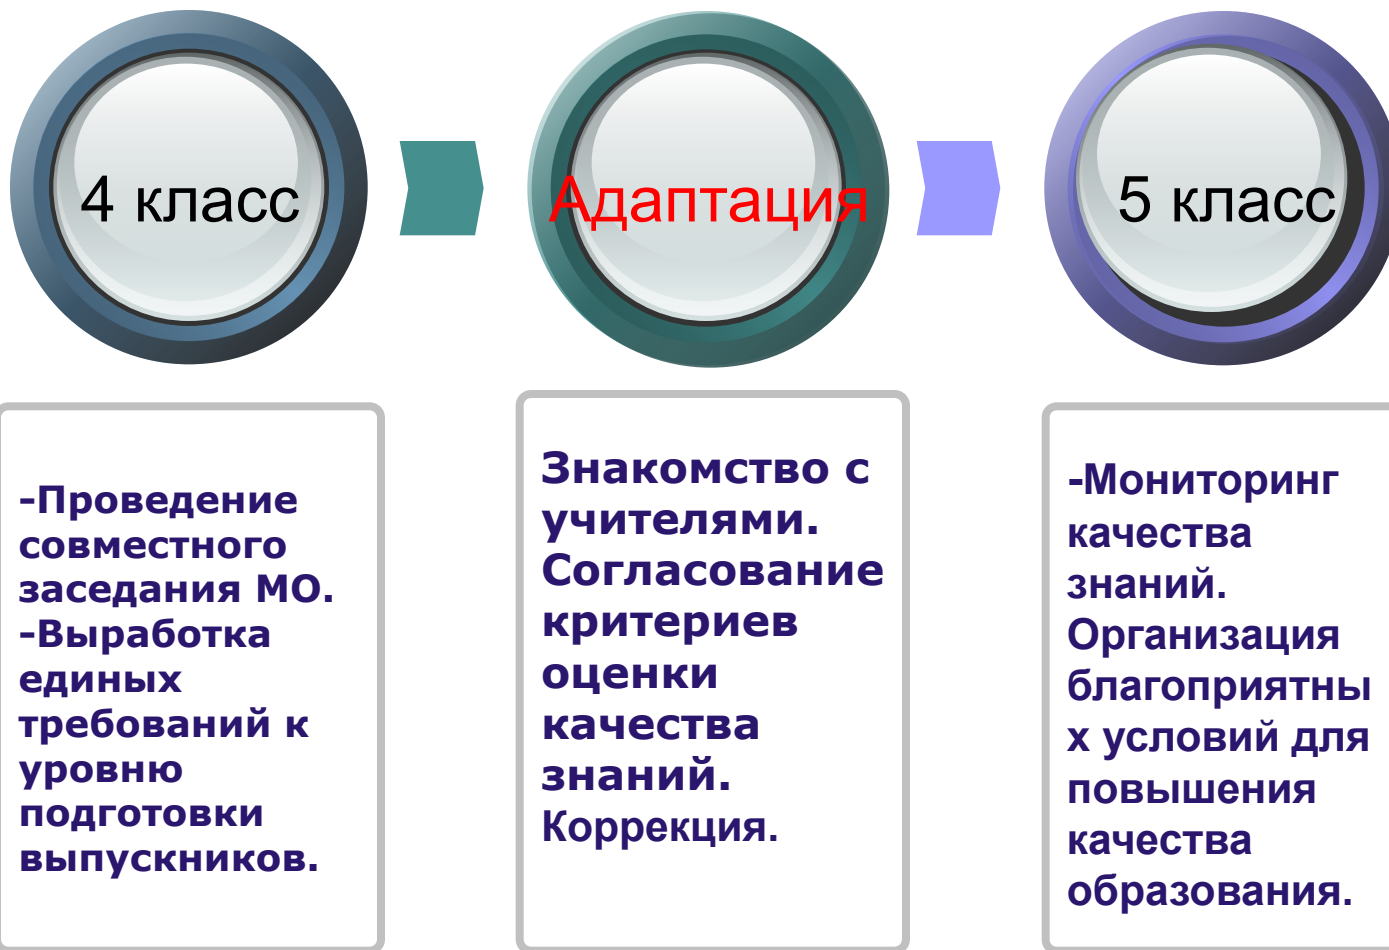 4 класс
Адаптация
5 класс
-Проведение
совместного
заседания МО.
-Выработка
единых
требований к
уровню
подготовки
выпускников.
Знакомство с
учителями.
Согласование
критериев
оценки
качества
знаний.
Коррекция.
-Мониторинг
качества
знаний.
Организация
благоприятны
х условий для
повышения
качества
образования.